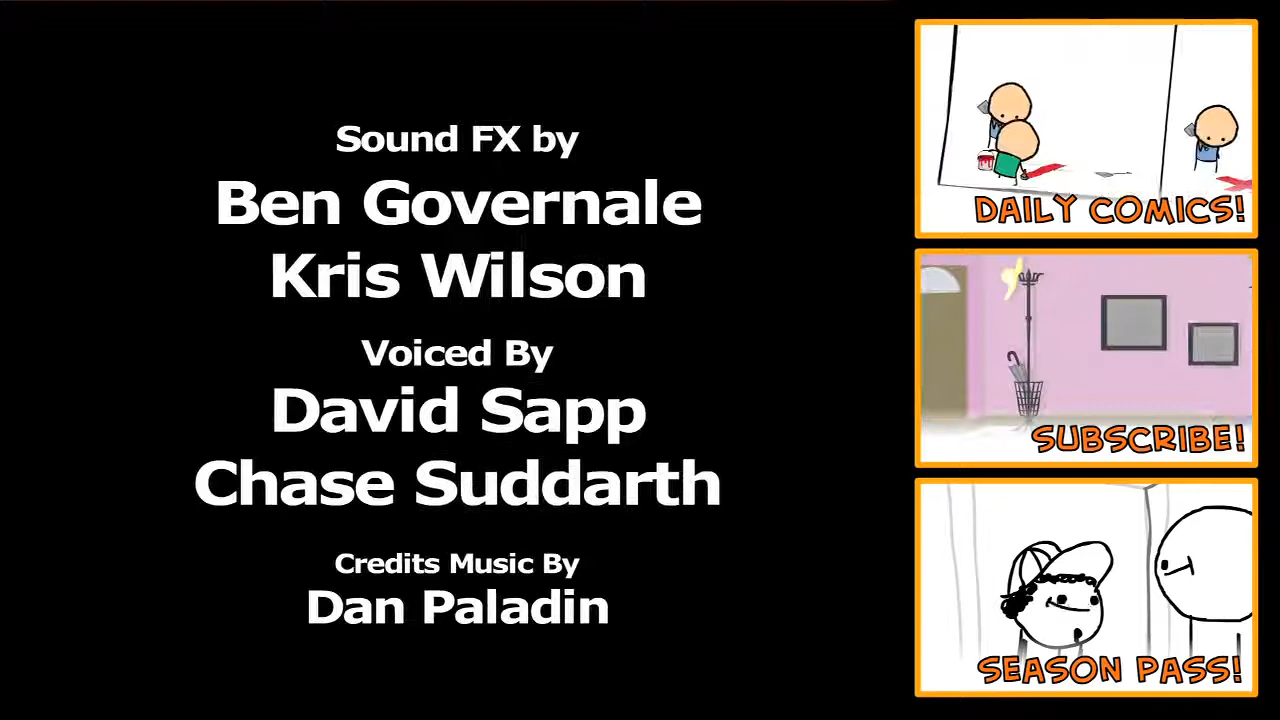 Sound FX by
Ben Governale
Kris Wilson
Voiced By
David Sapp
Chase Suddarth
Credits Music By
Dan Paladin
DAILY COMICS!
SUBSCRIBE!
SEASON PASS!